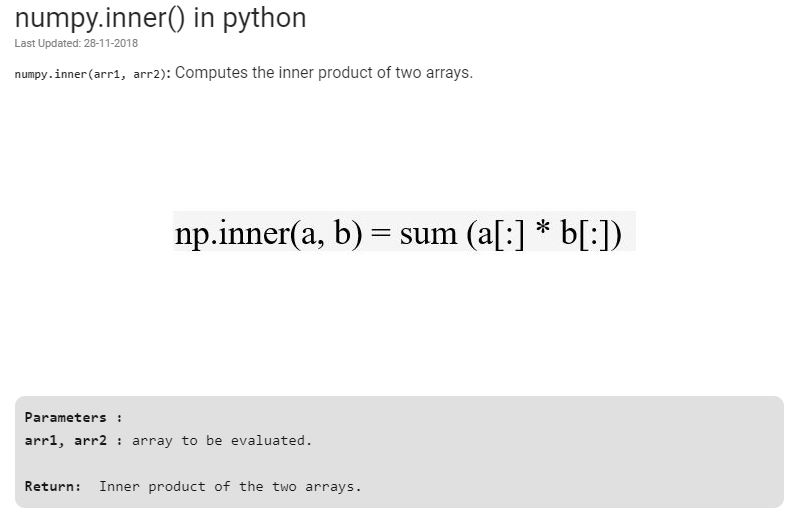 numpy.inner() in python
Last Updated: 28-11-2018
numpy.inner(arr1, arr2): Computes the inner product of two arrays.
np.inner(a, b) = sum (a[:] * b[:])
Parameters :
arr1, arr2 : array to be evaluated.
Return:  Inner product of the two arrays.